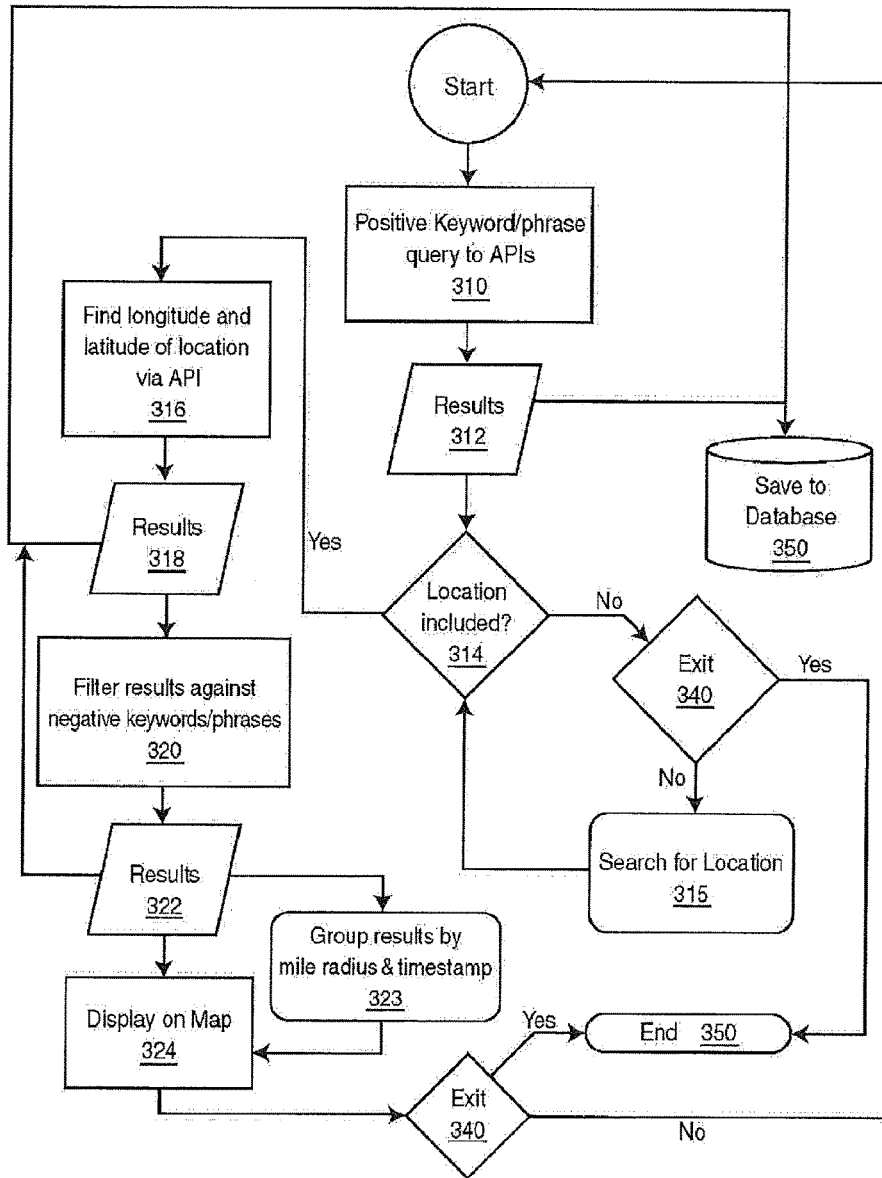 Start
Positive Keyword/phrase
query to APIs
310
Find longitude and
latitude of location
via API
316
Results
312
Save to
Database
350
Results
318
Yes
Location
included?
314
No
Exit
340
Yes
Filter results against
negative keywords/phrases
320
No
Search for Location
315
Results
322
Group results by
mile radius & timestamp
323
Display on Map
324
Yes
End 350
Exit
340
No